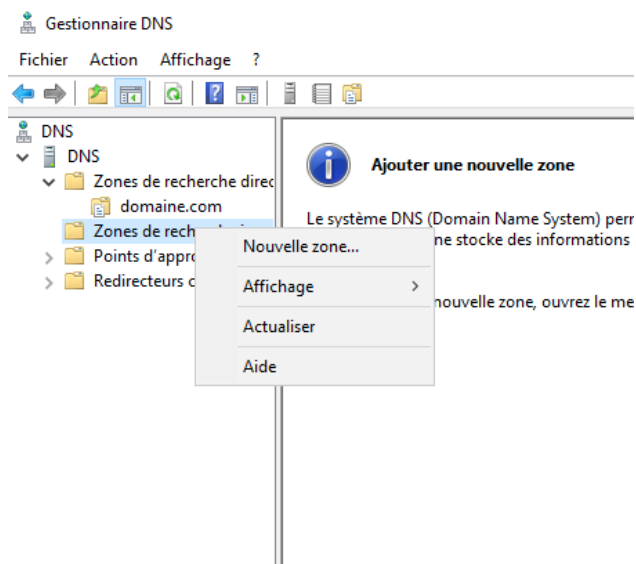 Gestionnaire DNS
Fichier Action Affichage ?
DNS
DNS
Zones de recherche direc
domaine.com
Zones de rech
Points d'appro
Redirecteurs c
Nouvelle zone...
Affichage
Actualiser
Aide
Ajouter une nouvelle zone
Le système DNS (Domain Name System) perr
ne stocke des informations
nouvelle zone, ouvrez le me